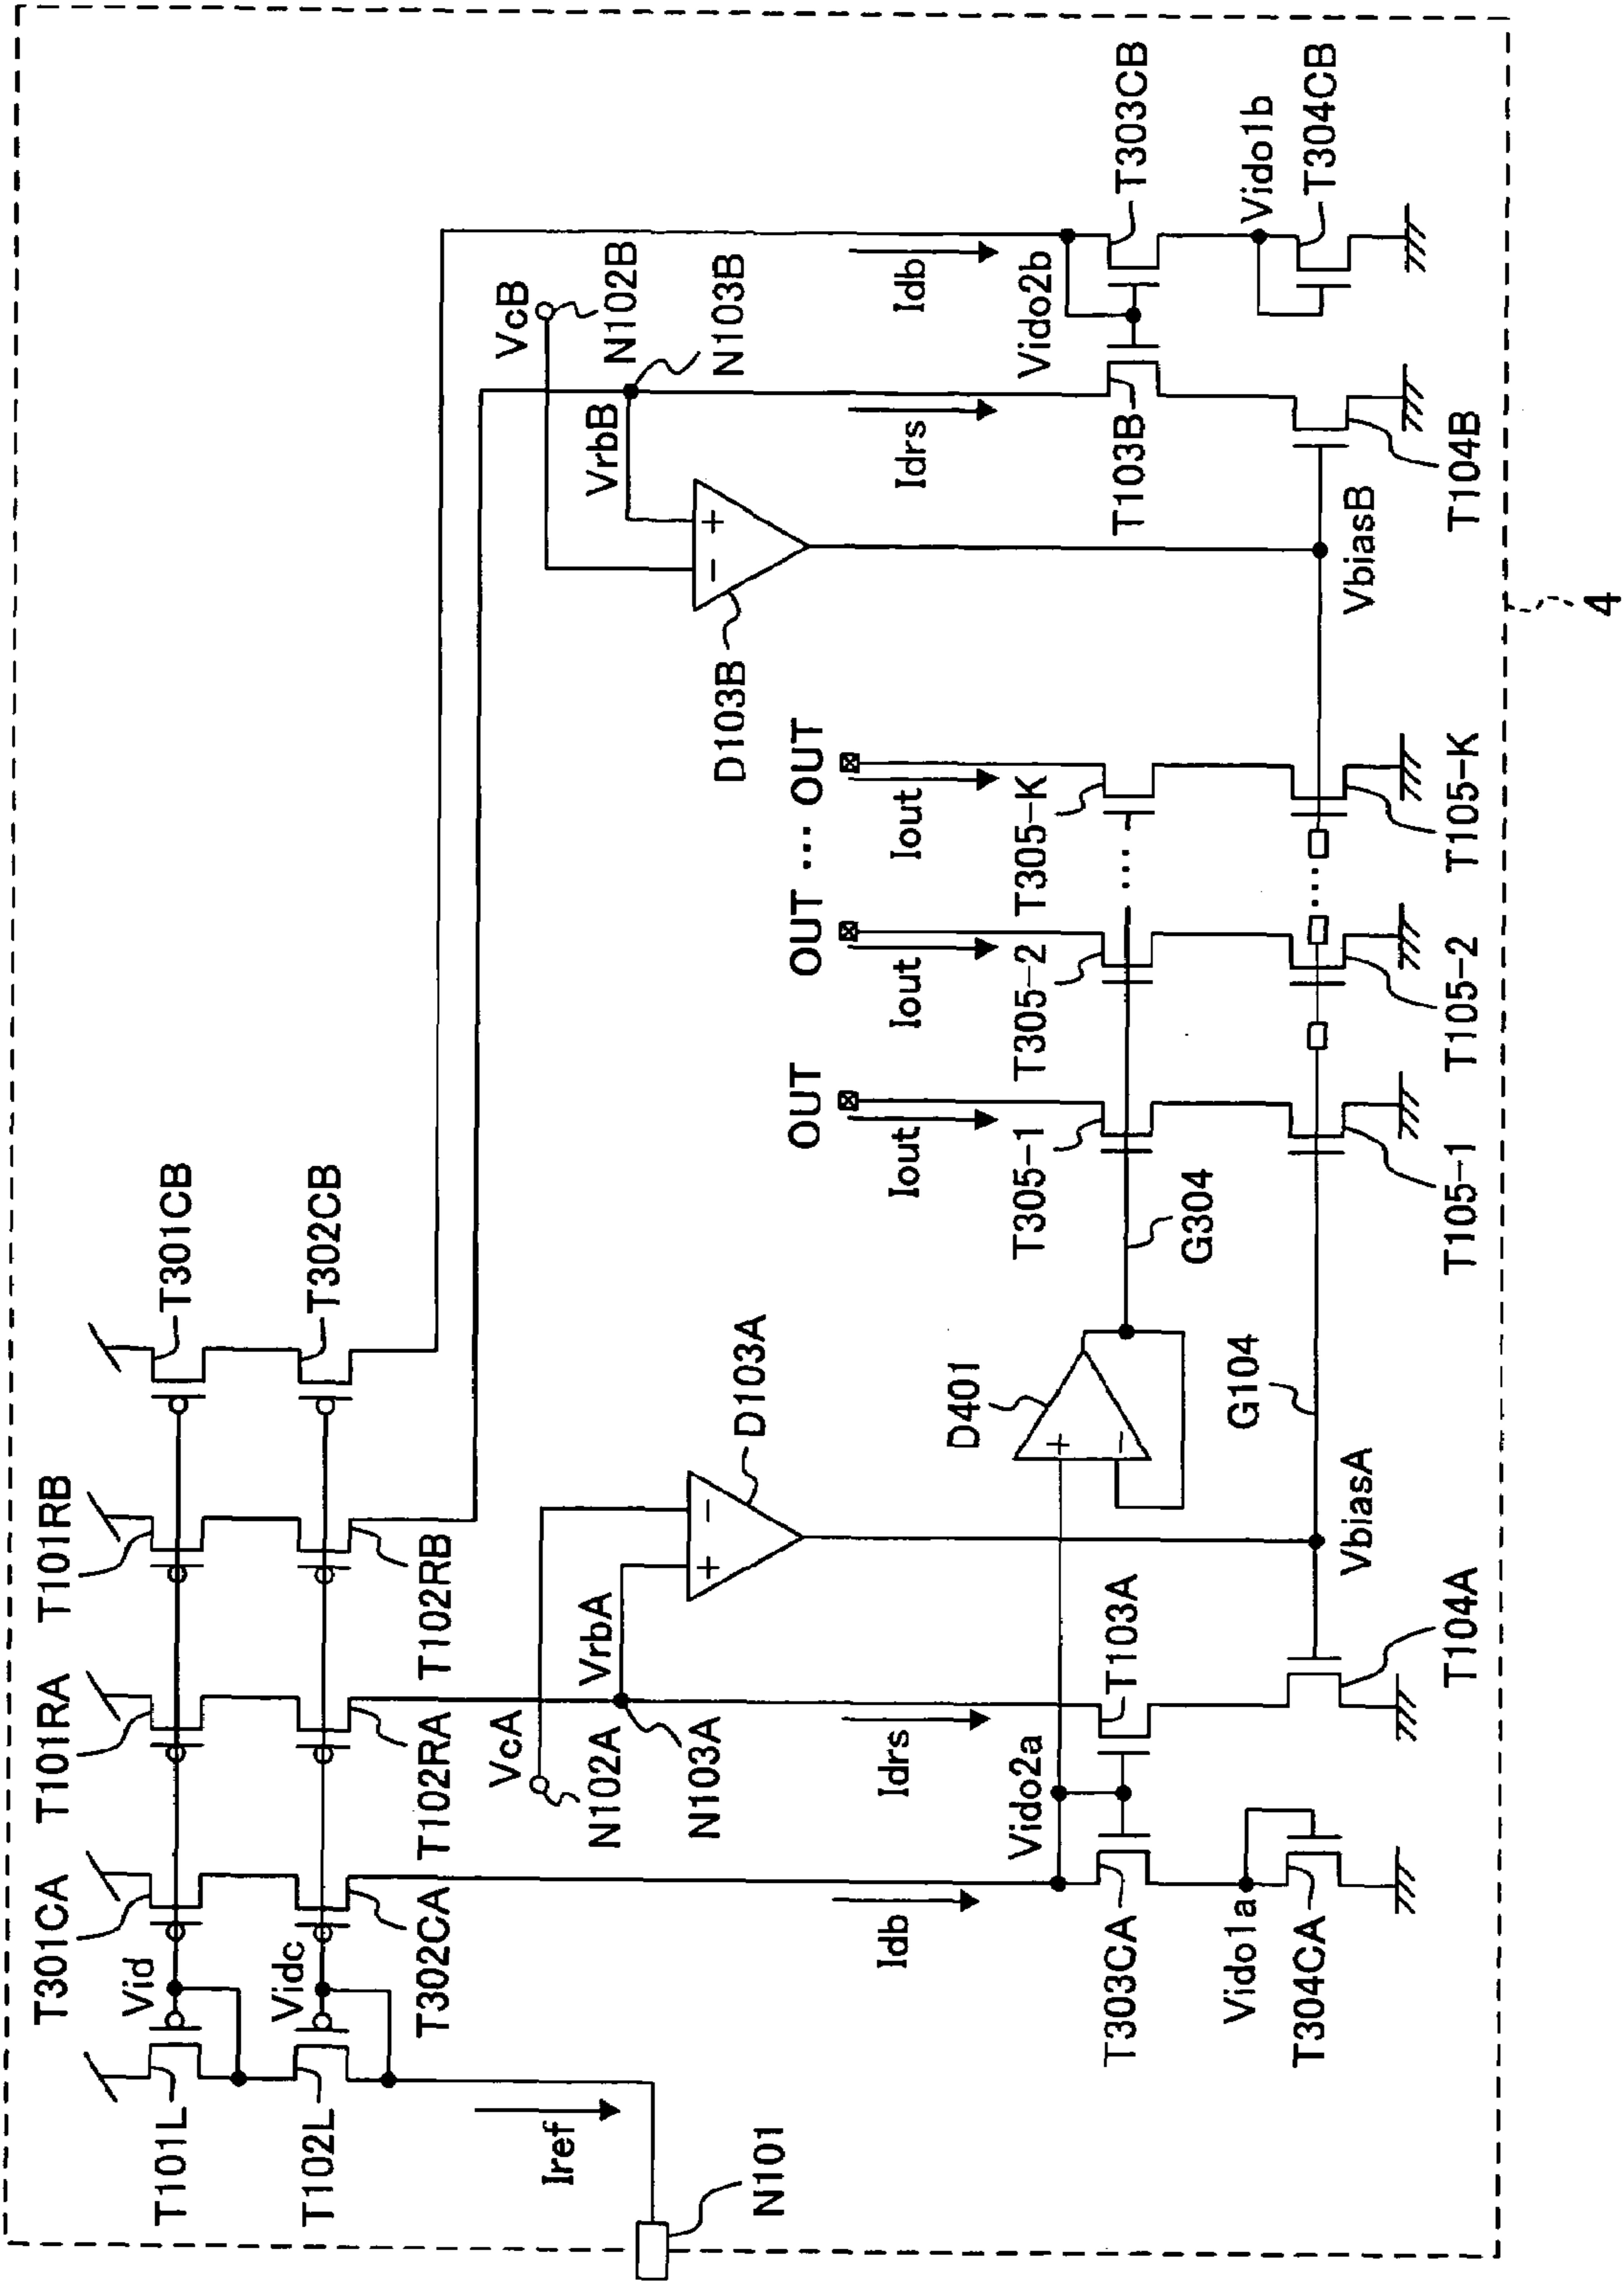 T101L
T301CA
T101RA
T101RB
T301CB
Vid
T102L
Vidc
T302CA
T102RA
T102RB
T302CB
Iref
N101
VcA
N102A
VrbA
N103A
D103A
VcB
N102B
VrbB
N103B
D103B
OUT
OUT ... OUT
Idb
Idrs
Iout
Iout
Iout
Idrs
Idb
D401
Vido2a
T305-1
T305-2
T305-K
Vido2b
T303CA
T103A
G304
T103B
T303CB
Vido1a
G104
Vido1b
T304CA
VbiasA
VbiasB
T304CB
T104A
T105-1
T105-2
T105-K
T104B
4